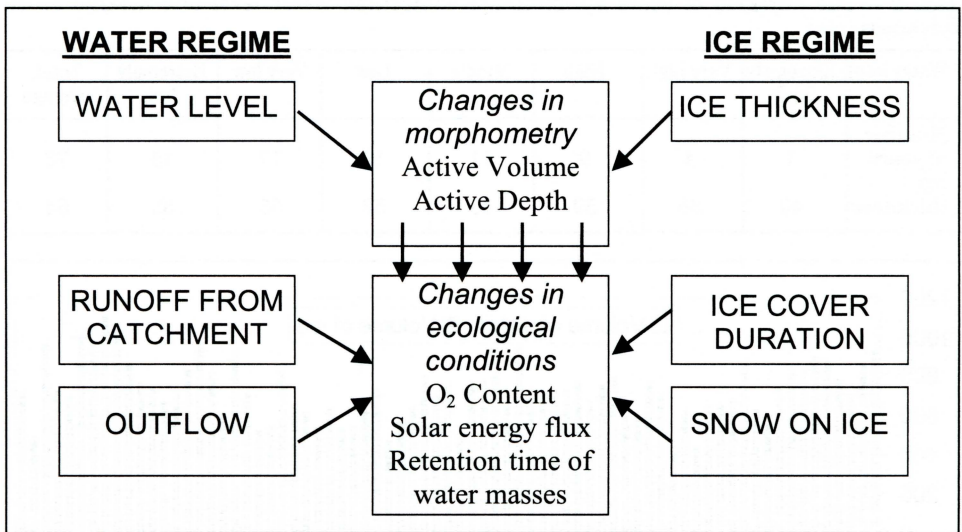 WATER REGIME
ICE REGIME
WATER LEVEL
Changes in
morphometry
Active Volume
Active Depth
ICE THICKNESS
RUNOFF FROM
CATCHMENT
OUTFLOW
Changes in
ecological
conditions
O₂ Content
Solar energy flux
Retention time of
water masses
ICE COVER
DURATION
SNOW ON ICE